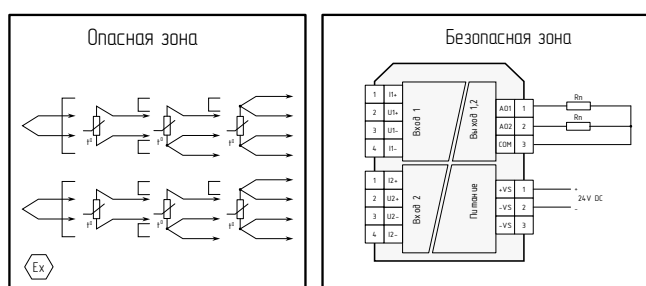 Опасная зона
t°
t°
t°
t°
t°
t°
Ex
Безопасная зона
1 I1+
2 U1+
3 U1-
4 I1-
Вход 1
Выход 1,2
AO1 1
AO2 2
COM 3
Rn
Rn
1 I2+
2 U2+
3 U2-
4 I2-
Вход 2
Питание
+VS 1
-VS 2
-VS 3
+
24V DC
-